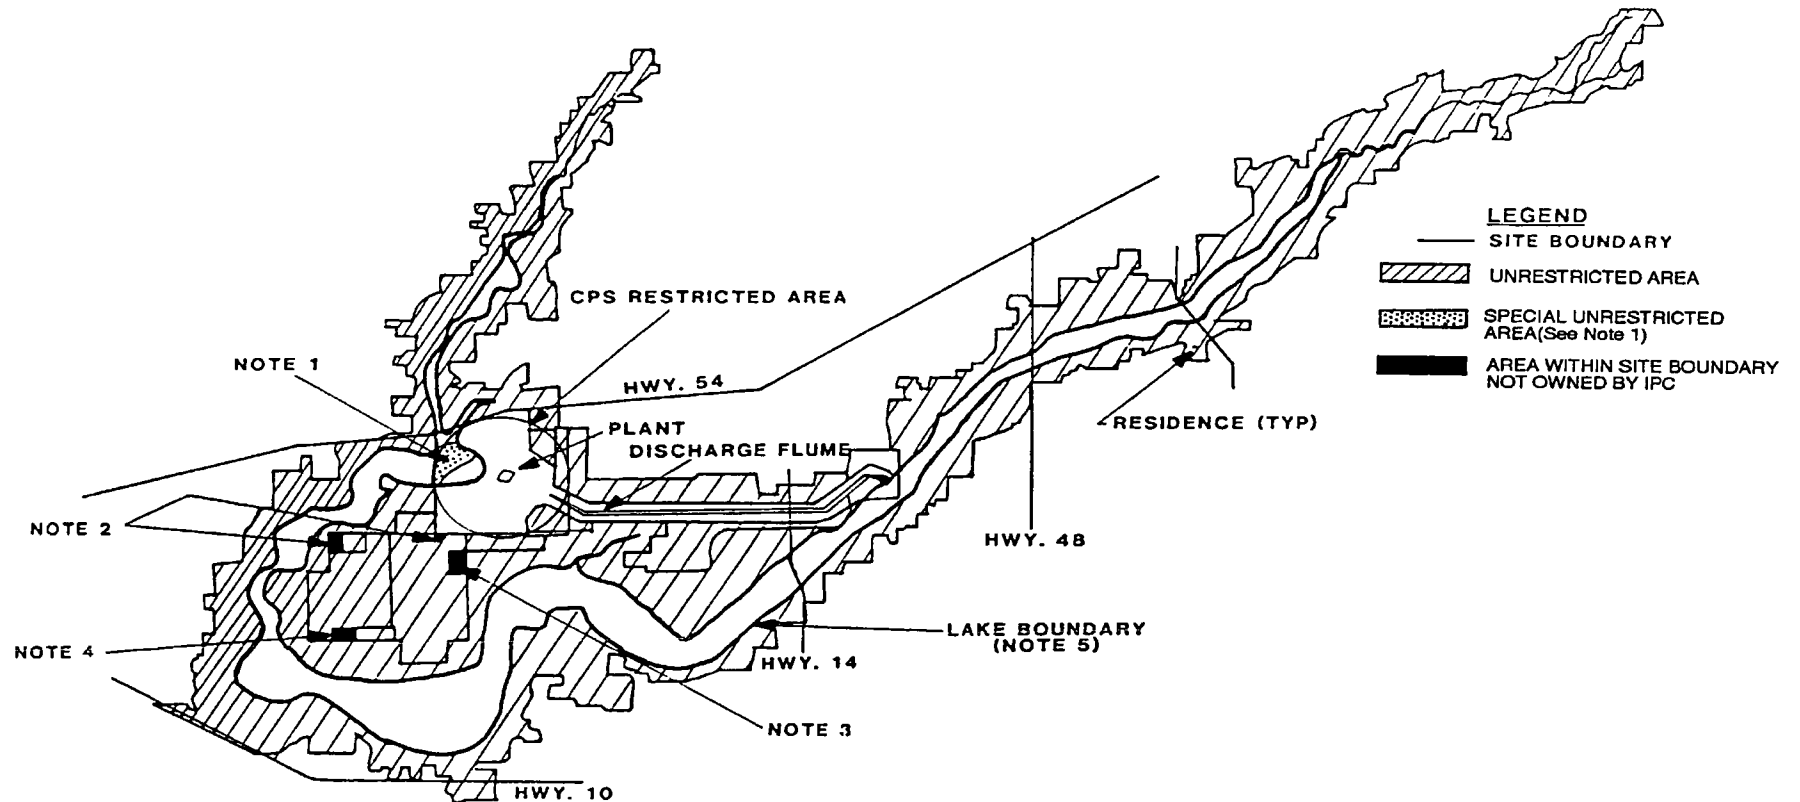 LEGEND
SITE BOUNDARY
UNRESTRICTED AREA
SPECIAL UNRESTRICTED
AREA(See Note 1)
AREA WITHIN SITE BOUNDARY
NOT OWNED BY IPC
CPS RESTRICTED AREA
NOTE 1
HWY. 54
RESIDENCE (TYP)
PLANT
DISCHARGE FLUME
NOTE 2
HWY. 48
NOTE 4
LAKE BOUNDARY
(NOTE 5)
HWY. 14
NOTE 3
HWY. 10